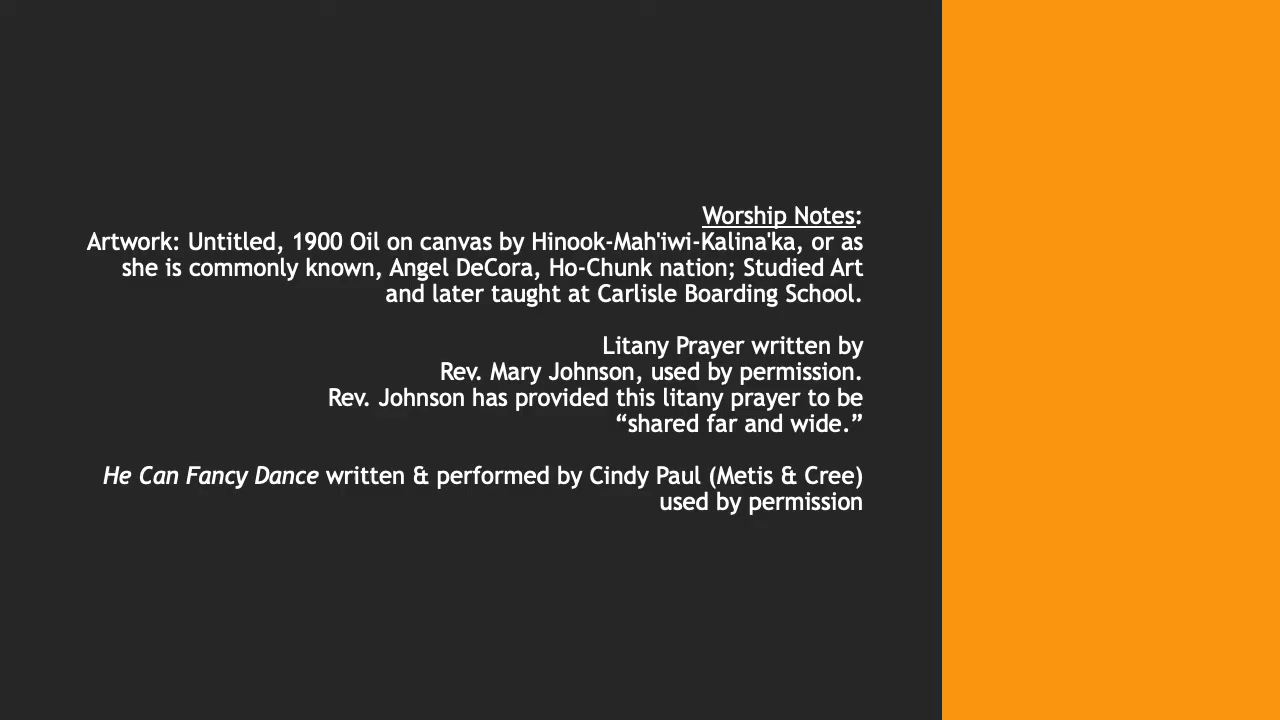 Worship Notes:
Artwork: Untitled, 1900 Oil on canvas by Hinook-Mah'iwi-Kalina'ka, or as
she is commonly known, Angel DeCora, Ho-Chunk nation; Studied Art
and later taught at Carlisle Boarding School.
Litany Prayer written by
Rev. Mary Johnson, used by permission.
Rev. Johnson has provided this litany prayer to be
“shared far and wide.”
He Can Fancy Dance written & performed by Cindy Paul (Metis & Cree)
used by permission